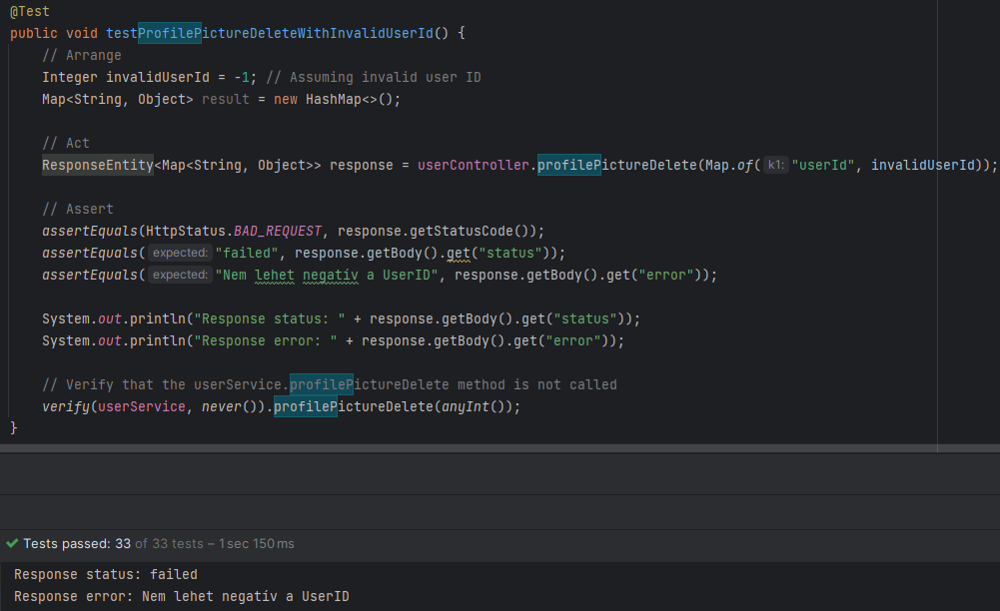 @Test
public void testProfilePictureDeleteWithInvalidUserId() {
// Arrange
Integer invalidUserId = -1; // Assuming invalid user ID
Map<String, Object> result = new HashMap<>();
// Act
ResponseEntity<Map<String, Object>> response = userController.profilePictureDelete(Map.of( k1: "userId", invalidUserId));
// Assert
assertEquals(HttpStatus.BAD_REQUEST, response.getStatusCode());
assertEquals( expected: "failed", response.getBody().get("status"));
assertEquals( expected: "Nem lehet negatív a UserID", response.getBody().get("error"));
System.out.println("Response status: " + response.getBody().get("status"));
System.out.println("Response error: " + response.getBody().get("error"));
// Verify that the userService.profilePictureDelete method is not called
verify(userService, never()).profilePictureDelete(anyInt());
}
Tests passed: 33 of 33 tests – 1 sec 150 ms
Response status: failed
Response error: Nem lehet negatív a UserID